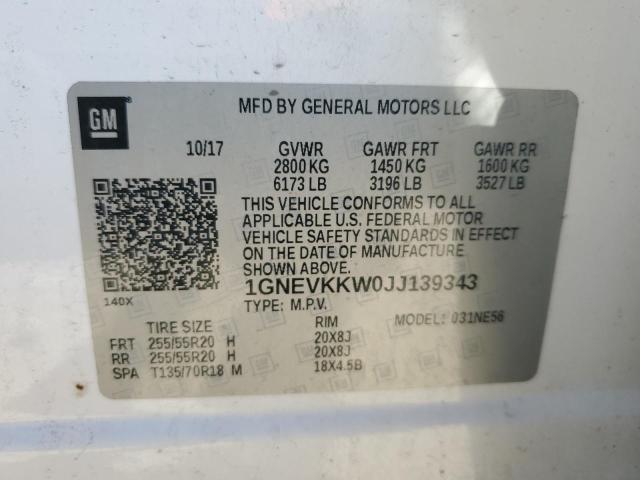 GM
MFD BY GENERAL MOTORS LLC
10/17 GVWR GAWR FRT GAWR RR
2800 KG 1450 KG 1600 KG
6173 LB 3196 LB 3527 LB
THIS VEHICLE CONFORMS TO ALL
APPLICABLE U.S. FEDERAL MOTOR
VEHICLE SAFETY STANDARDS IN EFFECT
ON THE DATE OF MANUFACTURE
SHOWN ABOVE.
1GNEVKKW0JJ139343
140X
TYPE: M.P.V. MODEL: 031NE56
TIRE SIZE RIM
FRT 255/55R20 H 20X8J
RR 255/55R20 H 20X8J
SPA T135/70R18 M 18X4.5B